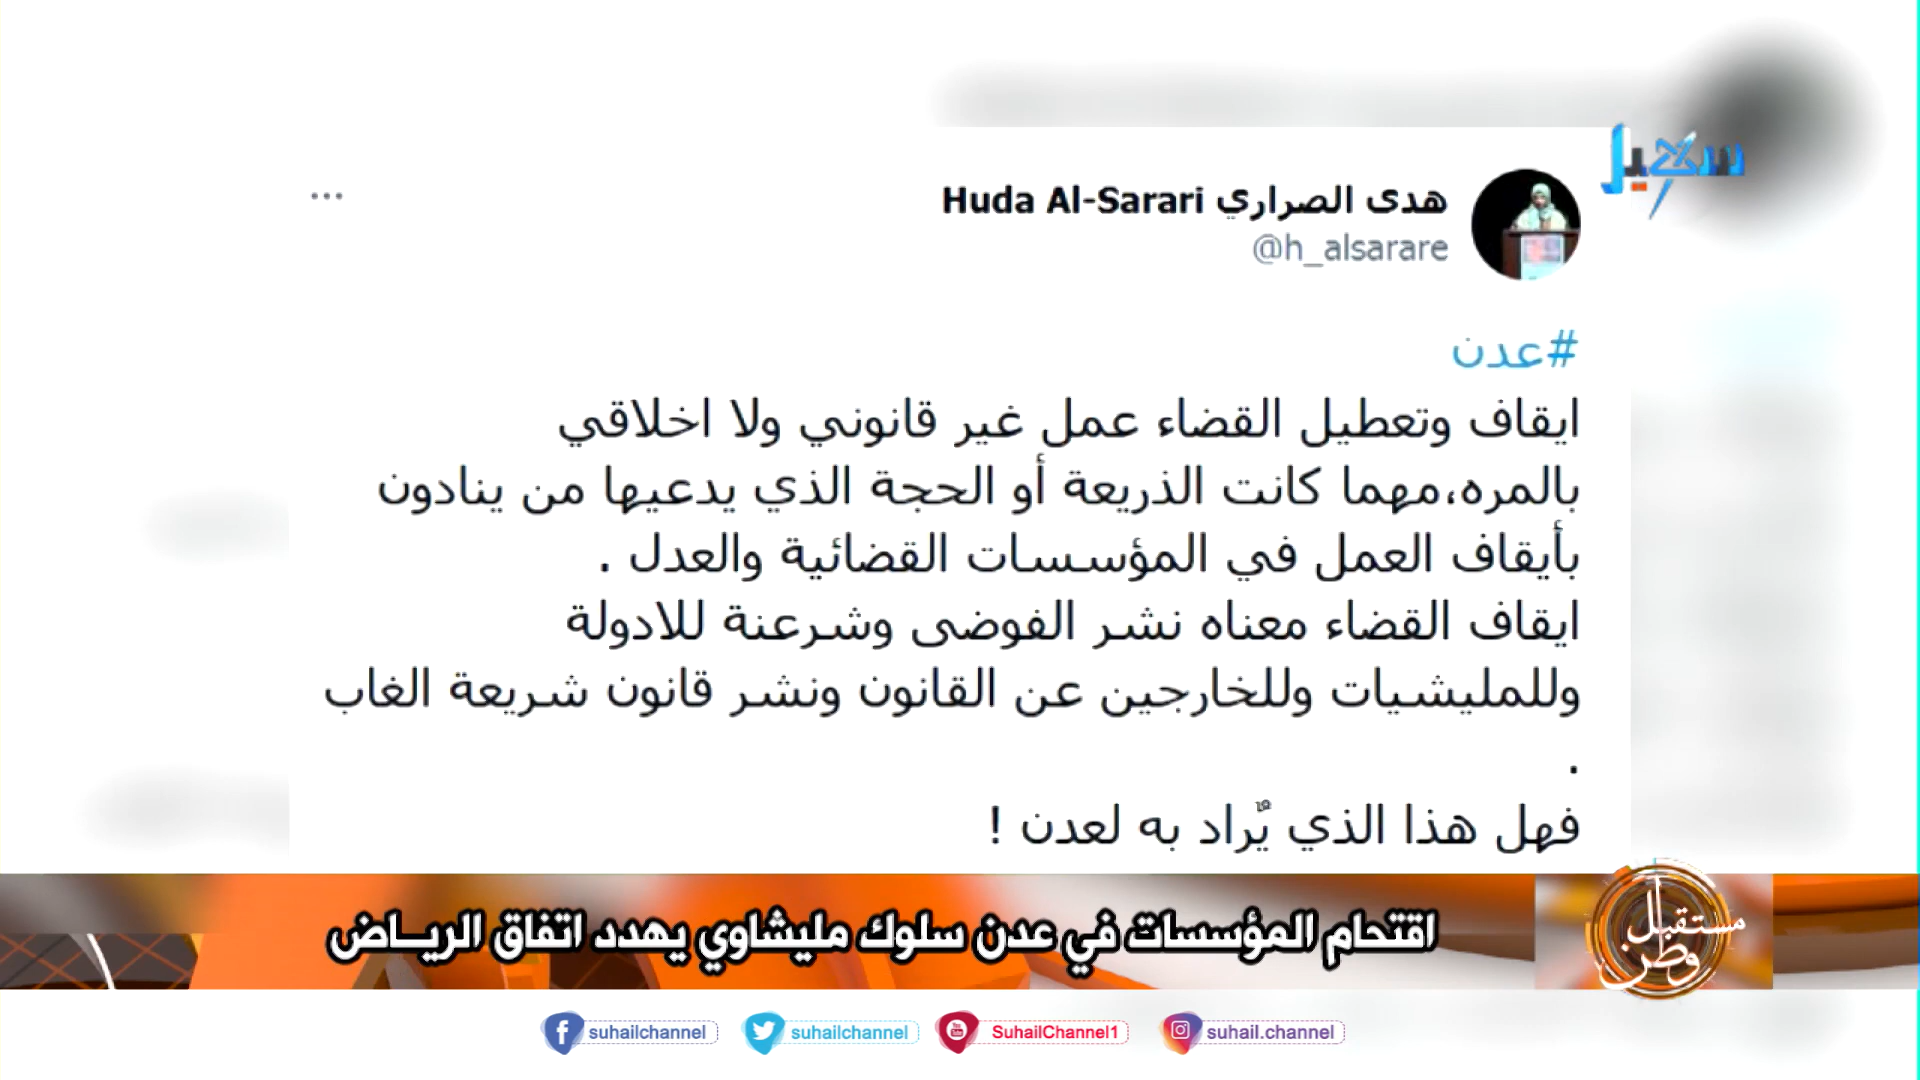 سهيل
هدى الصراري Huda Al-Sarari
@h_alsarare
#عدن
ايقاف وتعطيل القضاء عمل غير قانوني ولا اخلاقي
بالمره،مهما كانت الذريعة أو الحجة الذي يدعيها من ينادون
بأيقاف العمل في المؤسسات القضائية والعدل .
ايقاف القضاء معناه نشر الفوضى وشرعنة للادولة
وللمليشيات وللخارجين عن القانون ونشر قانون شريعة الغاب
.
فهل هذا الذي يٌراد به لعدن !
اقتحام المؤسسات في عدن سلوك مليشاوي يهدد اتفاق الريــاض
مستقبل
وطن
suhailchannel
suhailchannel
SuhailChannel1
suhail.channel